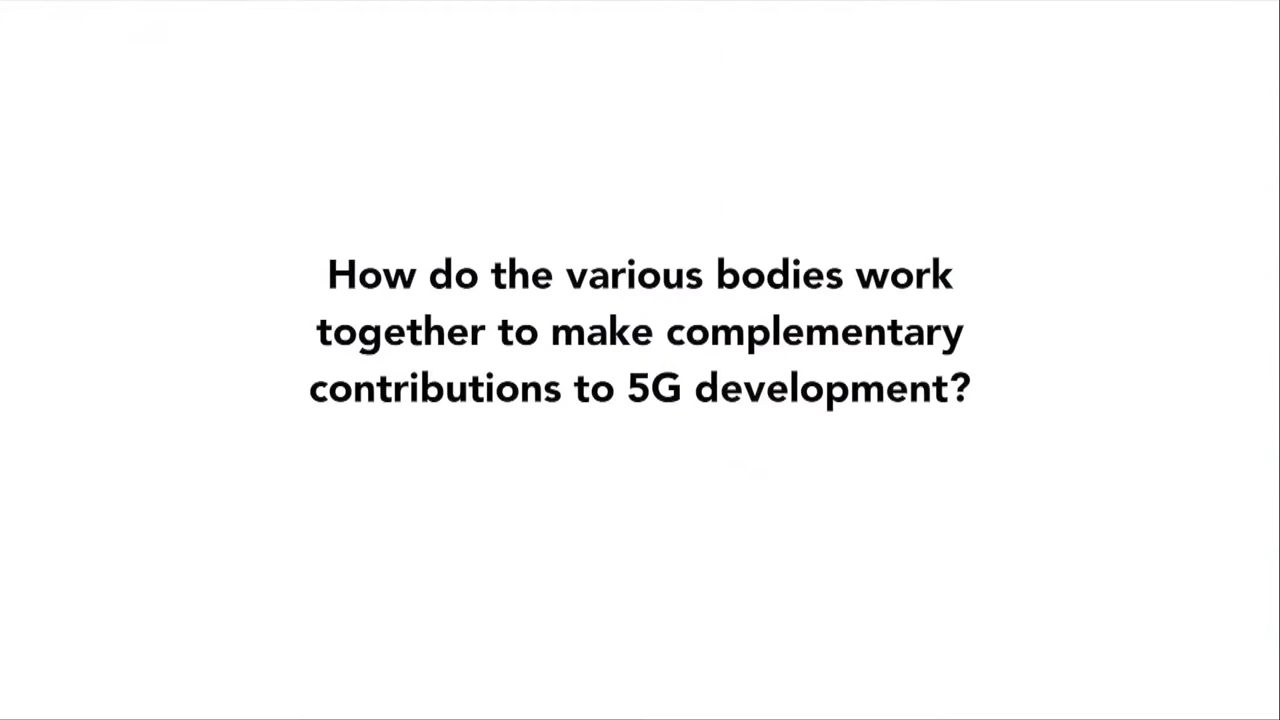 How do the various bodies work
together to make complementary
contributions to 5G development?